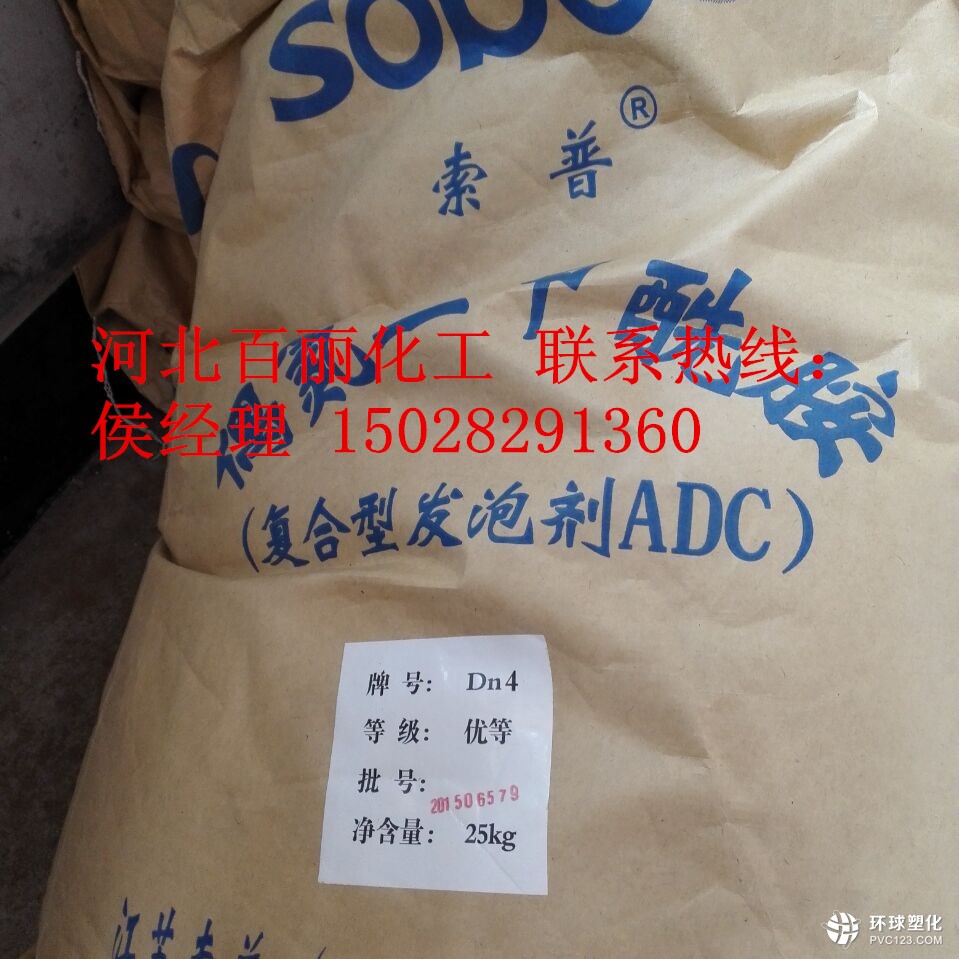 索普®
酰胺
河北百丽化工 联系热线：
侯经理 15028291360
（复合型发泡剂ADC）
牌号： Dn4
等级： 优等
批号： 201506579
净含量： 25kg
环球塑化
PVC123.COM